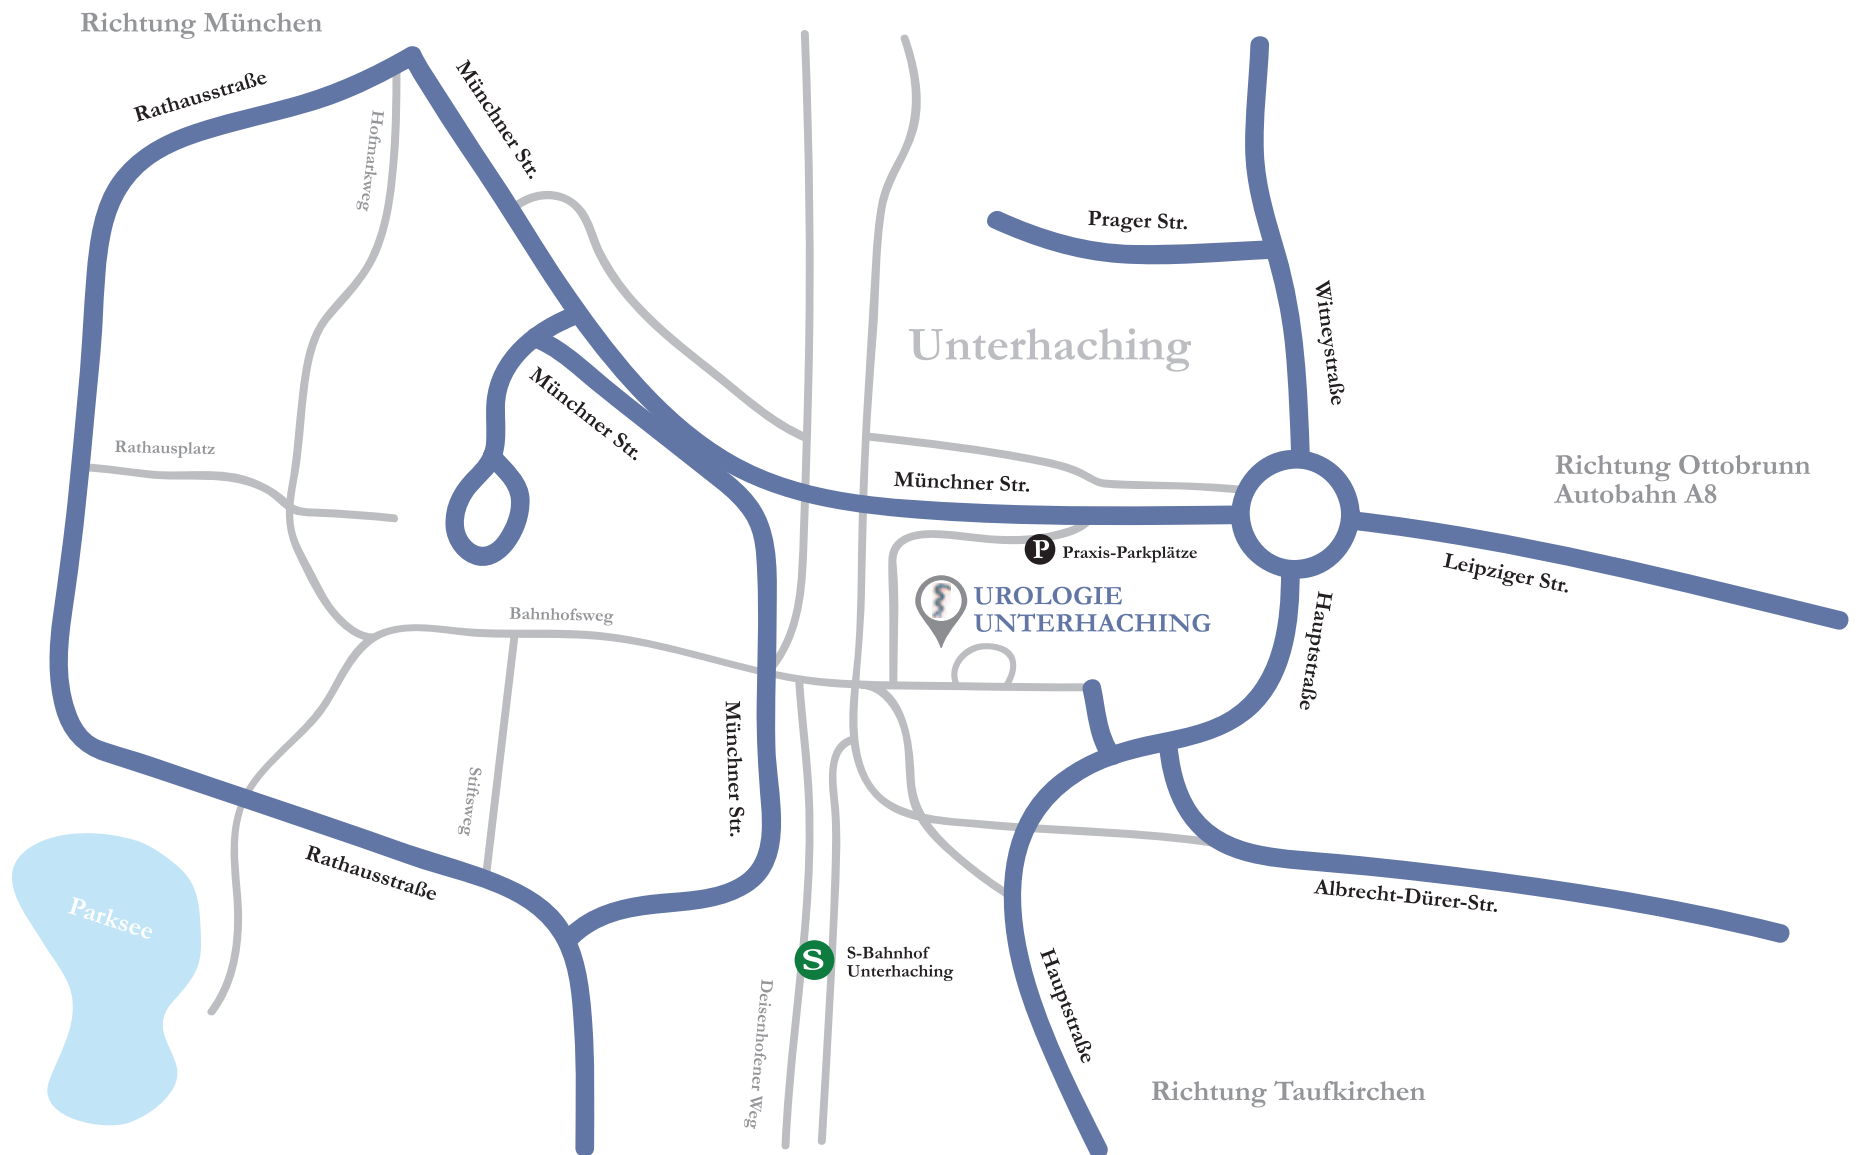 Richtung München
Rathausstraße
Münchner Str.
Hofmarkweg
Prager Str.
Witneystraße
Unterhaching
Münchner Str.
Rathausplatz
Münchner Str.
Richtung Ottobrunn
Autobahn A8
P
Praxis-Parkplätze
Leipziger Str.
UROLOGIE
UNTERHACHING
Hauptstraße
Bahnhofsweg
Münchner Str.
Stiftsweg
Rathausstraße
Albrecht-Dürer-Str.
Parksee
S
S-Bahnhof
Unterhaching
Hauptstraße
Deisenhofener Weg
Richtung Taufkirchen